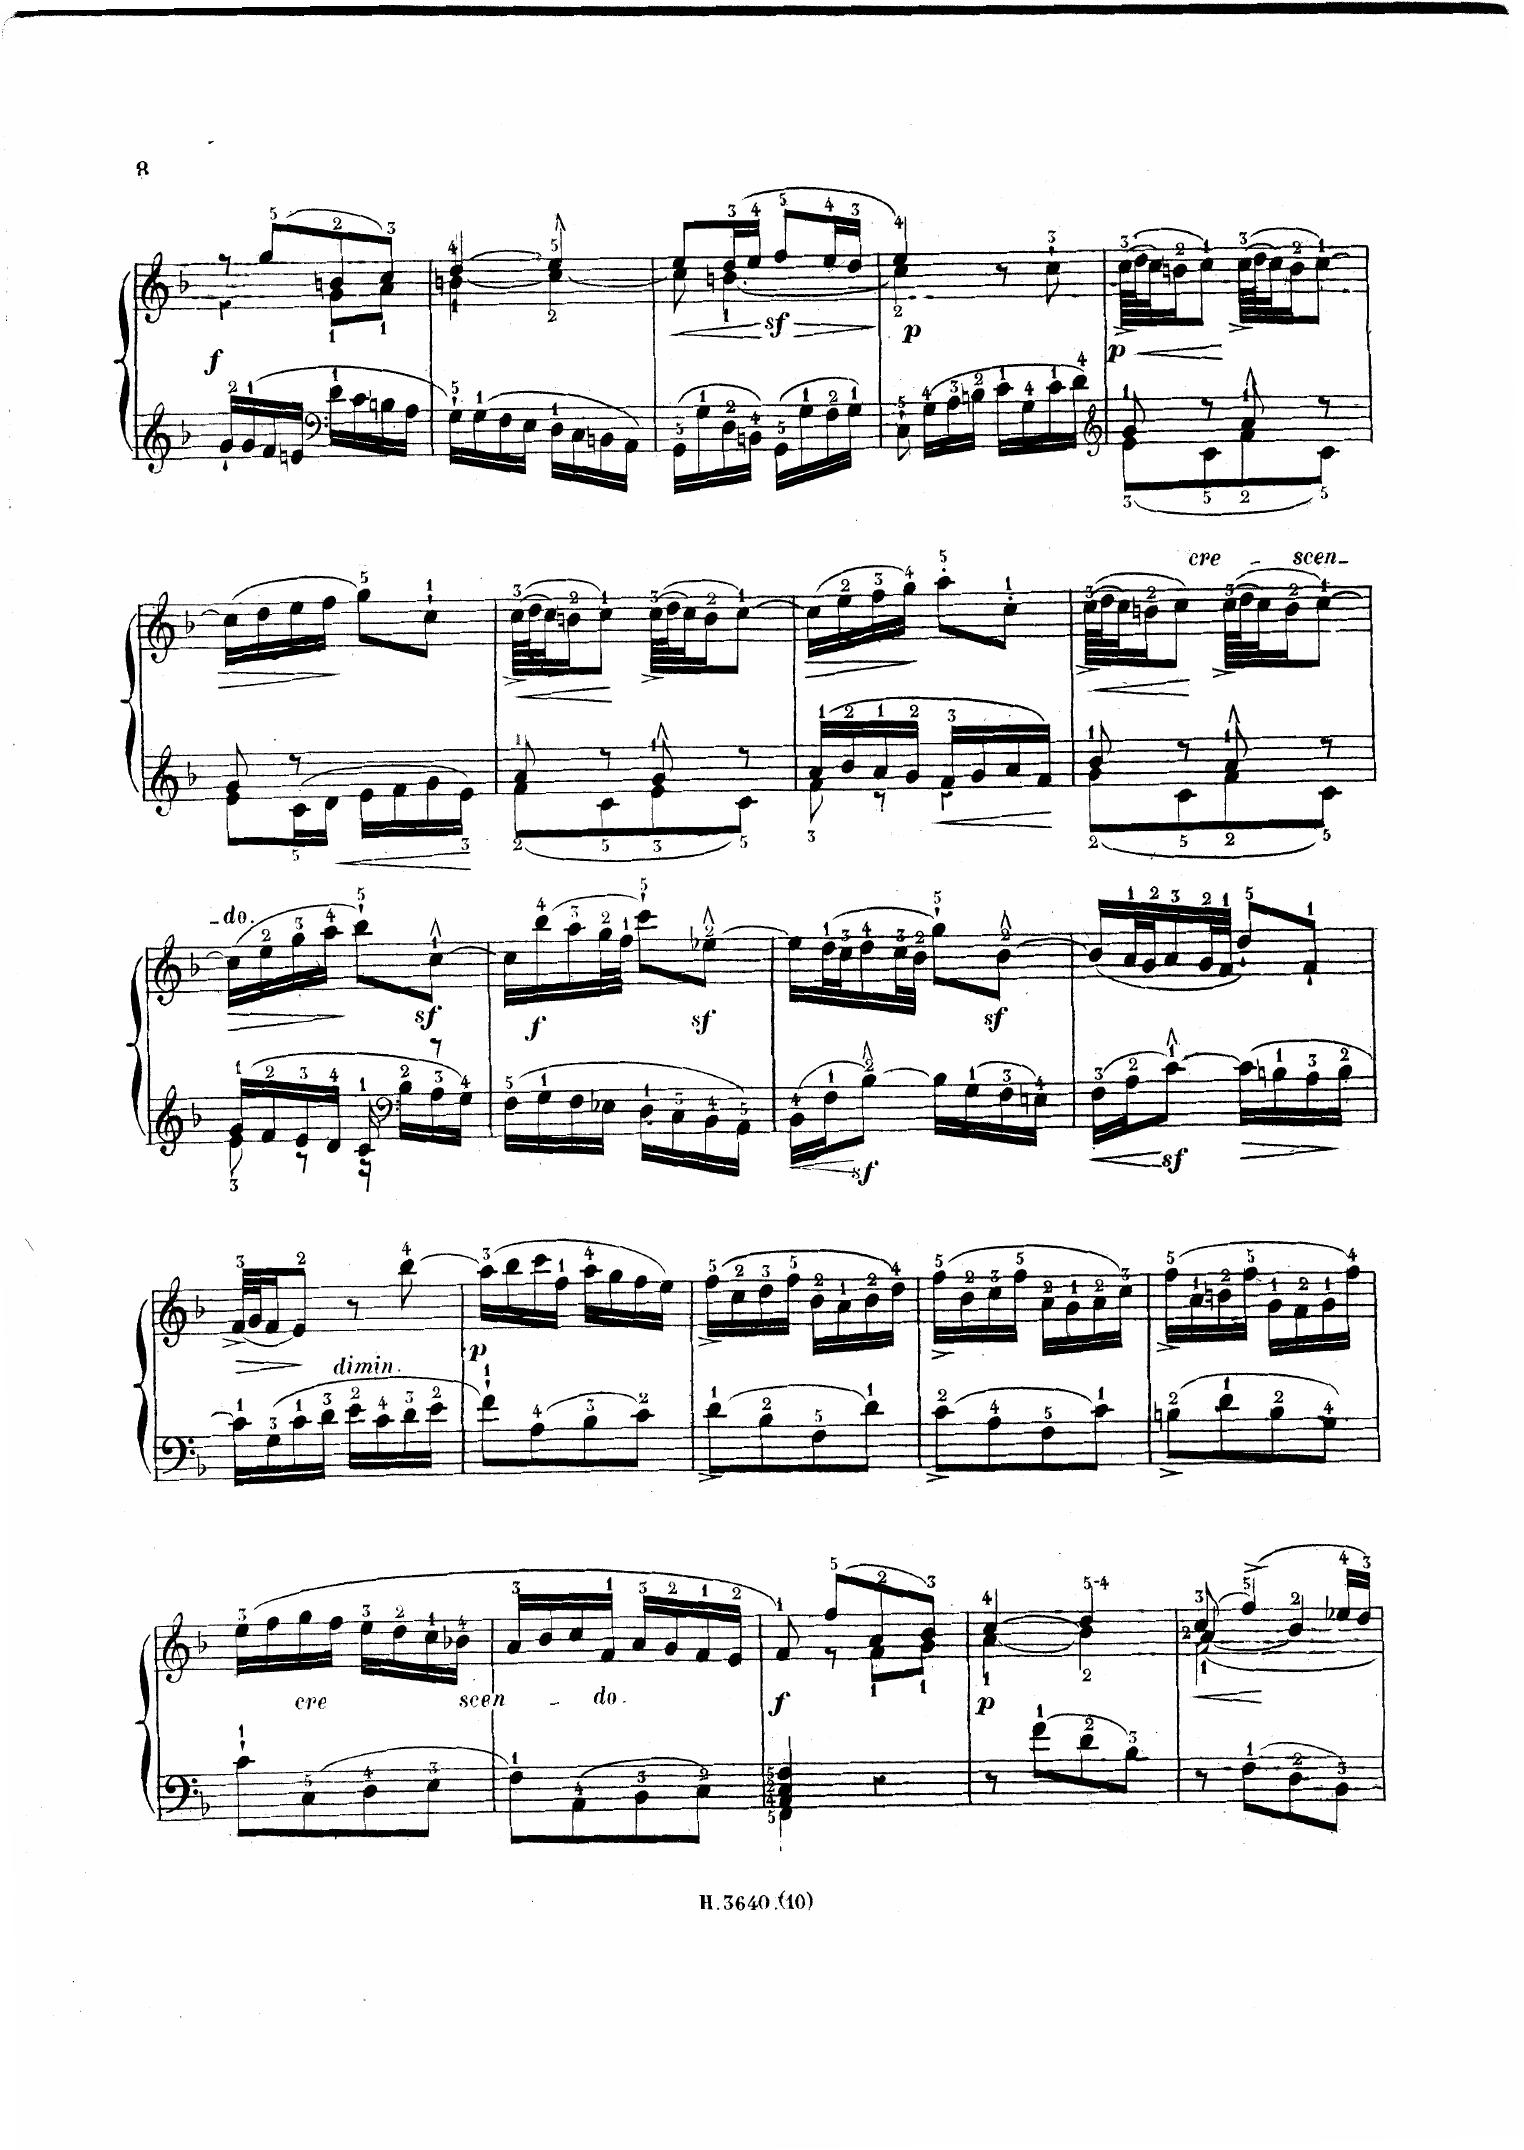 8
f
sf
p
p
cre - scen-
-do.
sf
f
sf
sf
sf
sf
dimin.
p
cre scen - do.
f
p
H. 3640. (10)